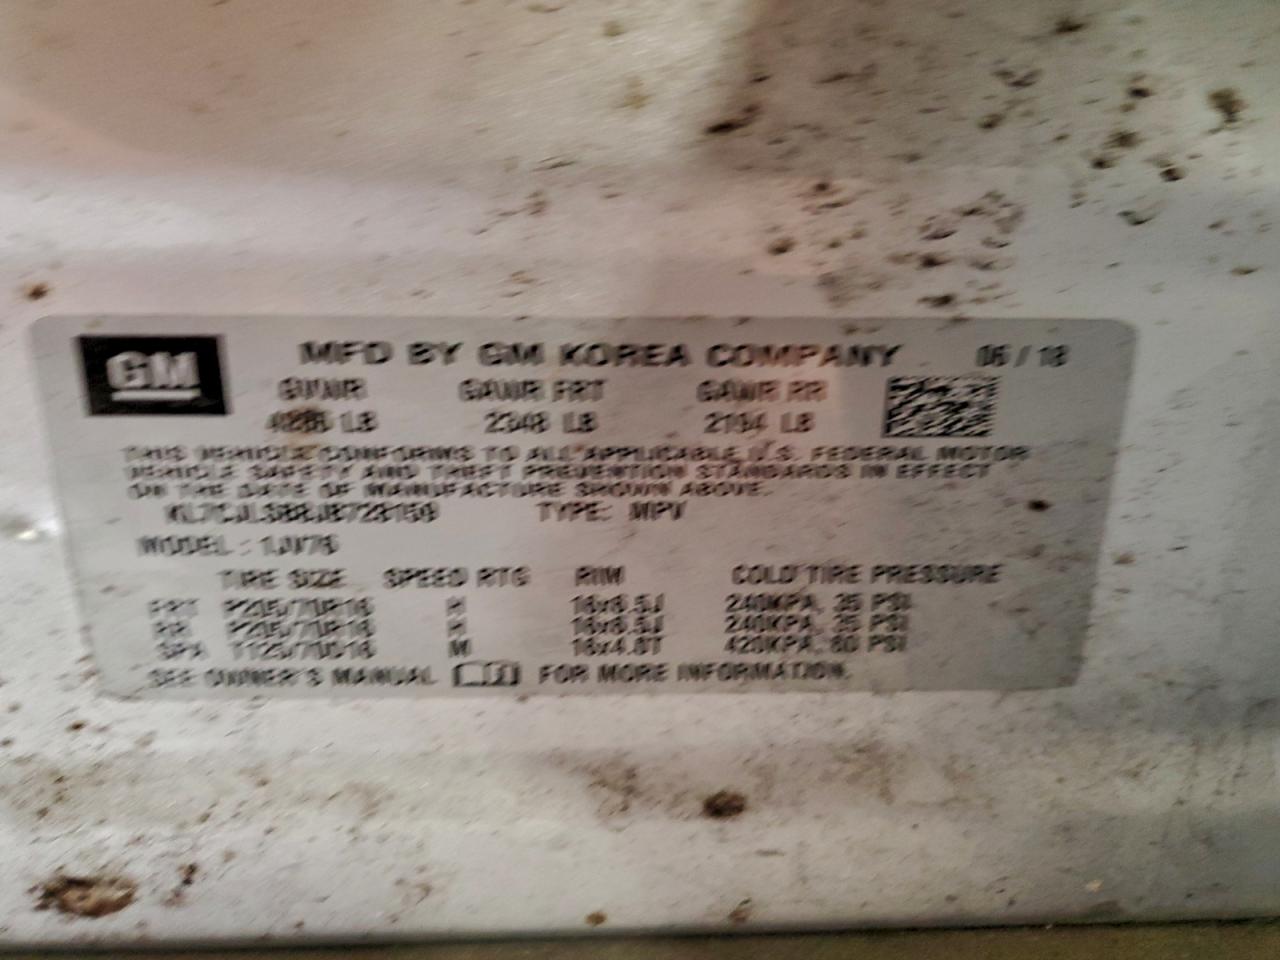 GM
MFD BY GM KOREA COMPANY 06 / 18
GVWR GAWR FRT GAWR RR
LB 2348 LB 2194 LB
THIS VEHICLE CONFORMS TO ALL APPLICABLE U.S. FEDERAL MOTOR
VEHICLE SAFETY AND THEFT PREVENTION STANDARDS IN EFFECT
ON THE DATE OF MANUFACTURE SHOWN ABOVE.
TYPE: MPV
MODEL : 1JV76
TIRE SIZE SPEED RTG RIM COLD TIRE PRESSURE
FRT P205/70R16 H 16x6.5J 240KPA, 35 PSI
RR P205/70R16 H 16x6.5J 240KPA, 35 PSI
SPA T125/70D16 M 16x4.0T 420KPA, 60 PSI
SEE OWNER'S MANUAL FOR MORE INFORMATION.